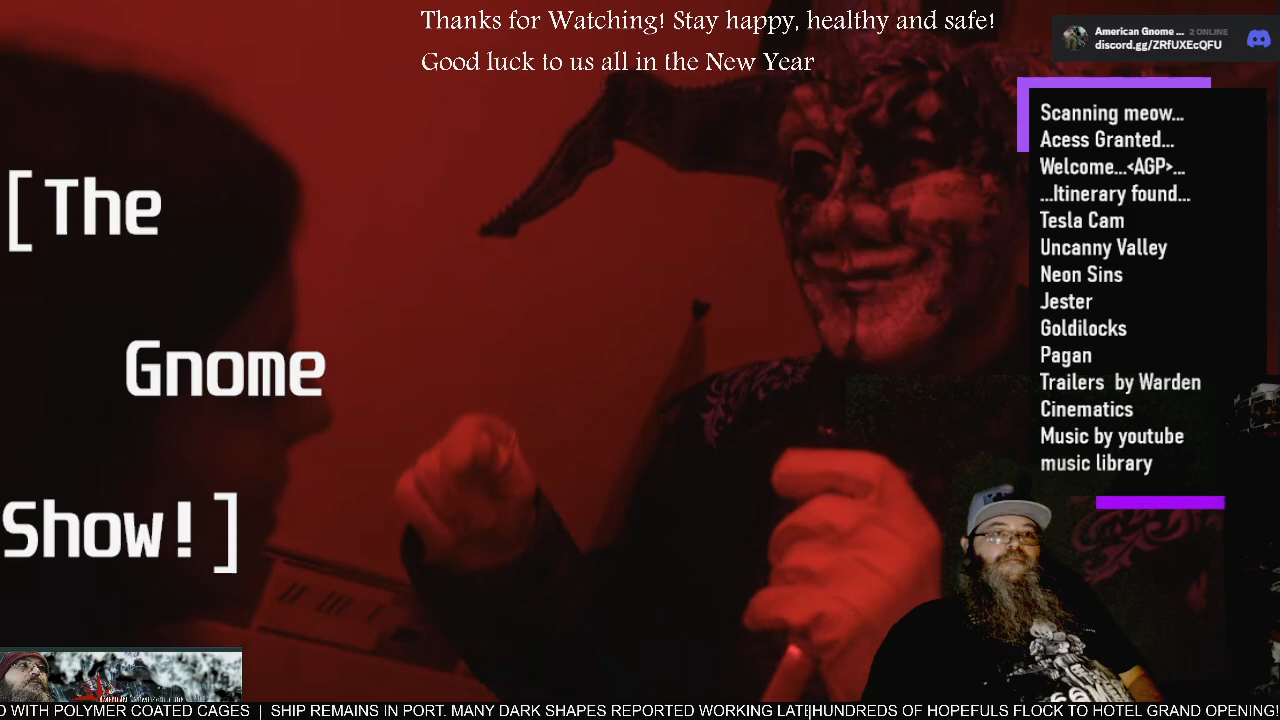 Thanks for Watching! Stay happy, healthy and safe!
Good luck to us all in the New Year
American Gnome ... 2 ONLINE
discord.gg/ZRfUXEcQFU
Scanning meow...
Acess Granted...
Welcome...<AGP>...
...Itinerary found...
Tesla Cam
Uncanny Valley
Neon Sins
Jester
Goldilocks
Pagan
Trailers by Warden
Cinematics
Music by youtube
music library
[The
Gnome
Show!]
D WITH POLYMER COATED CAGES | SHIP REMAINS IN PORT. MANY DARK SHAPES REPORTED WORKING LATE|HUNDREDS OF HOPEFULS FLOCK TO HOTEL GRAND OPENING!